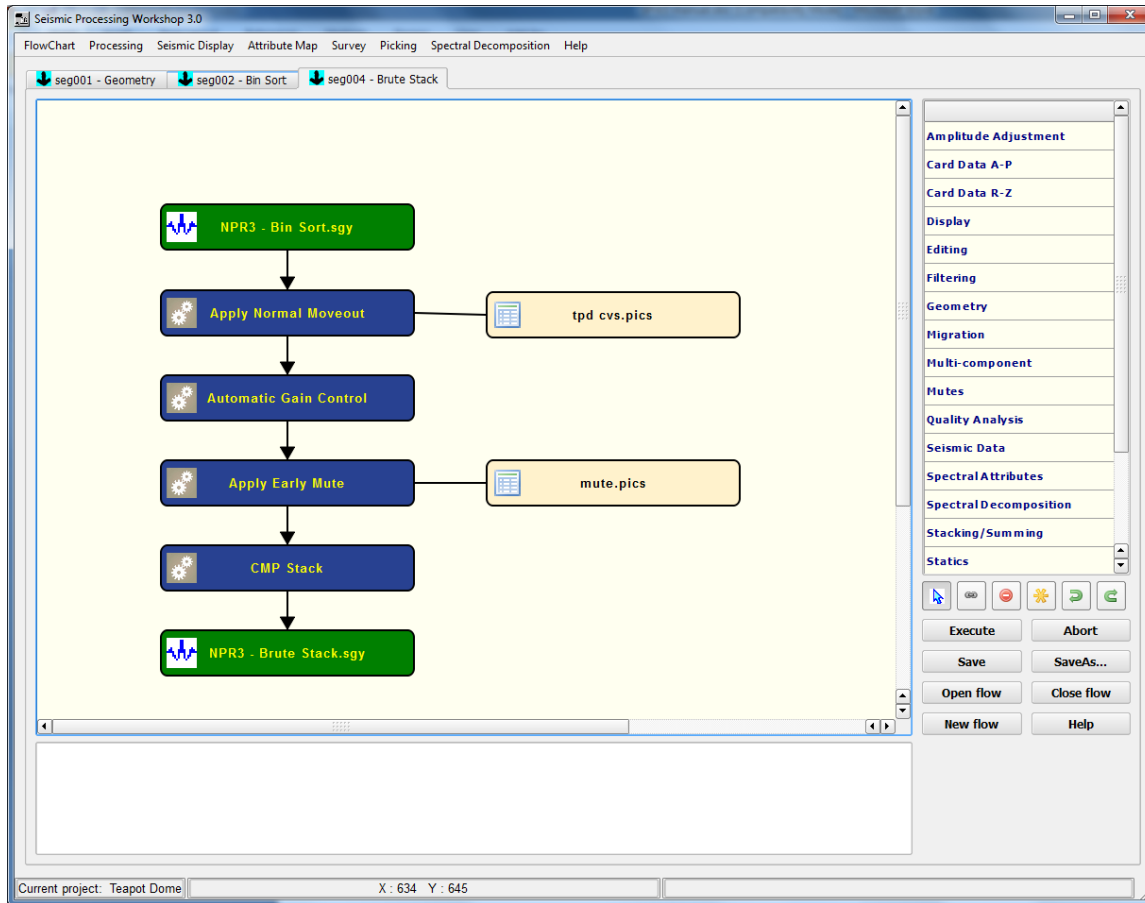 Seismic Processing Workshop 3.0
FlowChart Processing Seismic Display Attribute Map Survey Picking Spectral Decomposition Help
seg001 - Geometry seg002 - Bin Sort seg004 - Brute Stack
NPR3 - Bin Sort.sgy
Apply Normal Moveout
tpd cvs.pics
Automatic Gain Control
Apply Early Mute
mute.pics
CMP Stack
NPR3 - Brute Stack.sgy
Amplitude Adjustment
Card Data A-P
Card Data R-Z
Display
Editing
Filtering
Geometry
Migration
Multi-component
Mutes
Quality Analysis
Seismic Data
Spectral Attributes
Spectral Decomposition
Stacking/Summing
Statics
Execute Abort
Save SaveAs...
Open flow Close flow
New flow Help
Current project: Teapot Dome X : 634 Y : 645